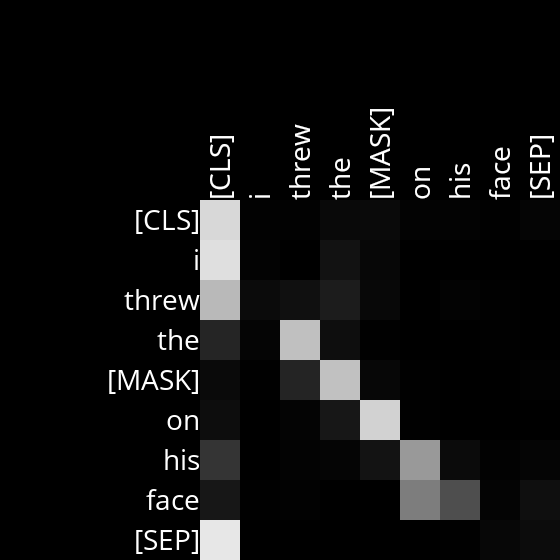 [CLS] i threw the [MASK] on his face [SEP]
[CLS]
i
threw
the
[MASK]
on
his
face
[SEP]